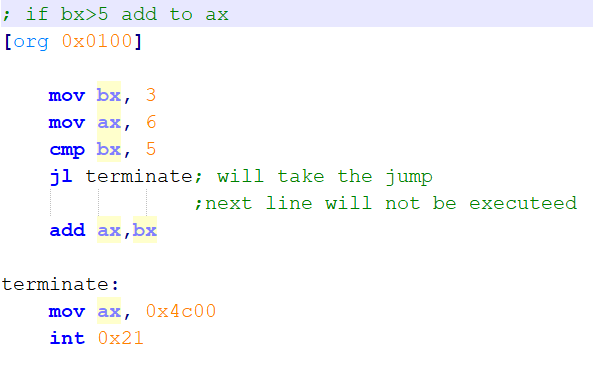 ; if bx>5 add to ax
[org 0x0100]
mov bx, 3
mov ax, 6
cmp bx, 5
jl terminate; will take the jump
;next line will not be executeed
add ax,bx
terminate:
mov ax, 0x4c00
int 0x21